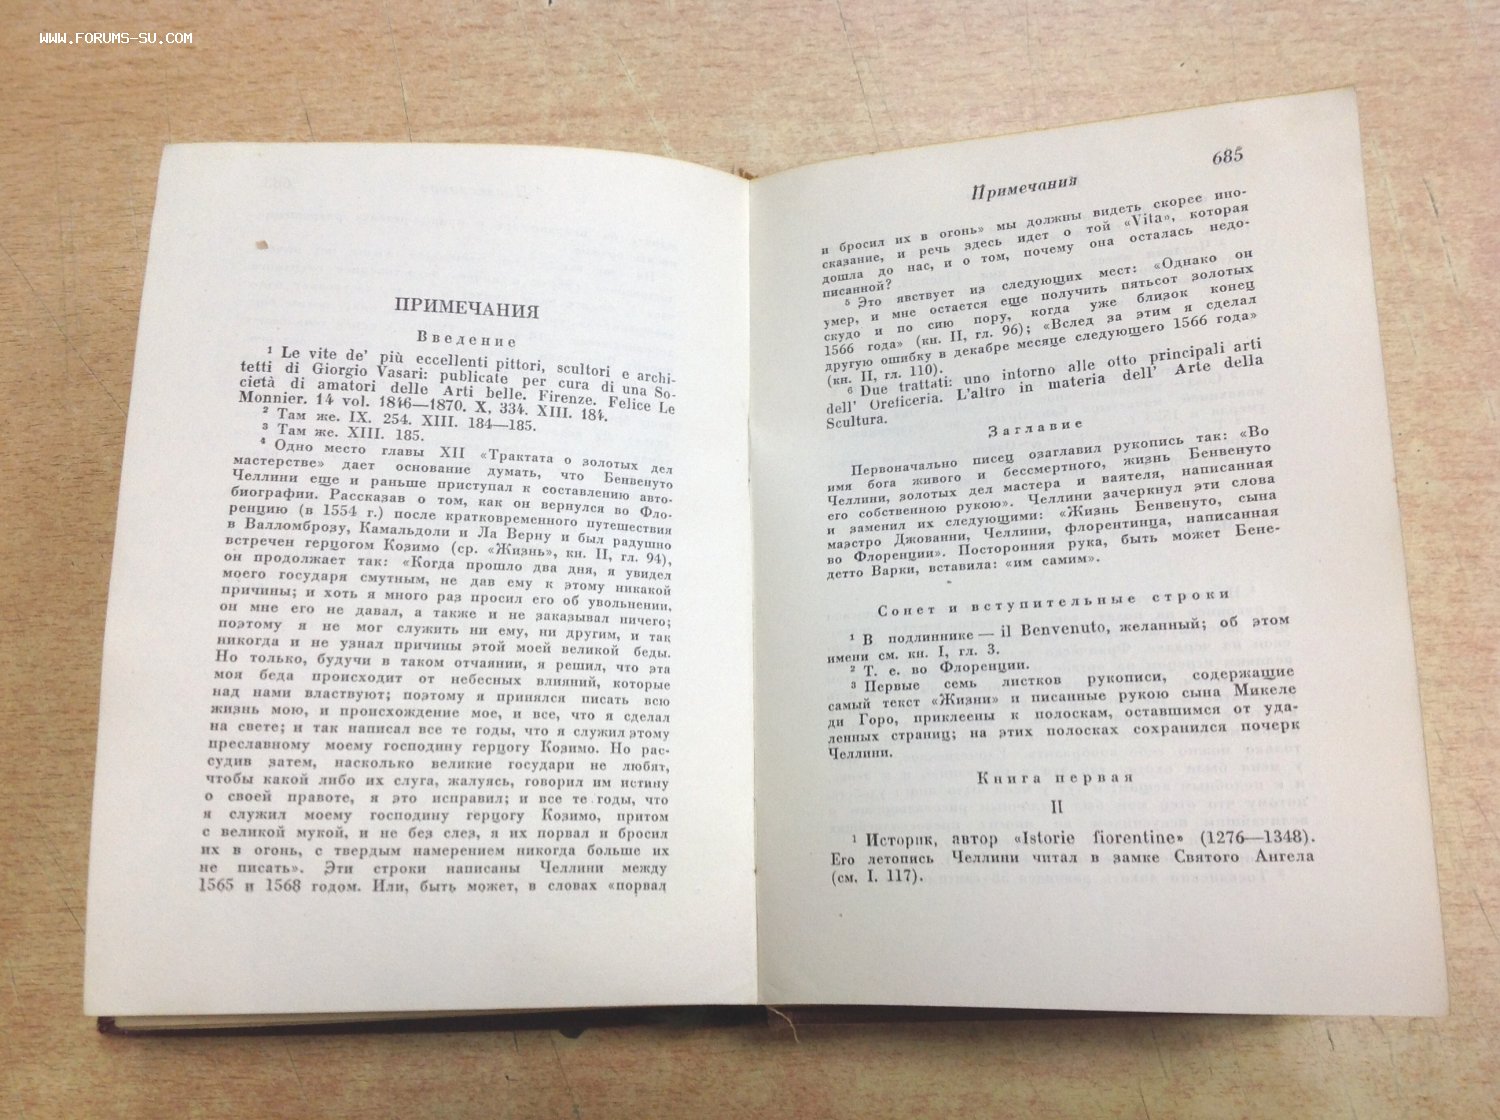 WWW.FORUMS-SU.COM
ПРИМЕЧАНИЯ
Введение
¹ Le vite de' più eccellenti pittori, scultori e archi-
tetti di Giorgio Vasari: publicate per cura di una So-
cietà di amatori delle Arti belle. Firenze. Felice Le
Monnier. 14 vol. 1846—1870. X, 334. XIII. 184.
² Там же. IX. 254. XIII. 184—185.
³ Там же. XIII. 185.
⁴ Одно место главы XII «Трактата о золотых дел
мастерстве» дает основание думать, что Бенвенуто
Челлини еще и раньше приступал к составлению авто-
биографии. Рассказав о том, как он вернулся во Фло-
ренцию (в 1554 г.) после кратковременного путешествия
в Валломброзу, Камальдоли и Ла Верну и был радушно
встречен герцогом Козимо (ср. «Жизнь», кн. II, гл. 94),
он продолжает так: «Когда прошло два дня, я увидел
моего государя смутным, не дав ему к этому никакой
причины; и хоть я много раз просил его об увольнении,
он мне его не давал, а также и не заказывал ничего;
поэтому я не мог служить ни ему, ни другим, и так
никогда и не узнал причины этой моей великой беды.
Но только, будучи в таком отчаянии, я решил, что эта
моя беда происходит от небесных влияний, которые
над нами властвуют; поэтому я принялся писать всю
жизнь мою, и происхождение мое, и все, что я сделал
на свете; и так написал все те годы, что я служил этому
преславному моему господину герцогу Козимо. Но рас-
судив затем, насколько великие государи не любят,
чтобы какой либо их слуга, жалуясь, говорил им истину
о своей правоте, я это исправил; и все те годы, что
я служил моему господину герцогу Козимо, притом
с великой мукой, и не без слез, я их порвал и бросил
их в огонь, с твердым намерением никогда больше их
не писать». Эти строки написаны Челлини между
1565 и 1568 годом. Или, быть может, в словах «порвал
685
Примечания
и бросил их в огонь» мы должны видеть скорее ино-
сказание, и речь здесь идет о той «Vita», которая
дошла до нас, и о том, почему она осталась недо-
писанной?
⁵ Это явствует из следующих мест: «Однако он
умер, и мне остается еще получить пятьсот золотых
скудо и по сию пору, когда уже близок конец
1566 года» (кн. II, гл. 96); «Вслед за этим я сделал
другую ошибку в декабре месяце следующего 1566 года»
(кн. II, гл. 110).
⁶ Due trattati: uno intorno alle otto principali arti
dell' Oreficeria. L'altro in materia dell' Arte della
Scultura.
Заглавие
Первоначально писец озаглавил рукопись так: «Во
имя бога живого и бессмертного, жизнь Бенвенуто
Челлини, золотых дел мастера и ваятеля, написанная
его собственною рукою». Челлини зачеркнул эти слова
и заменил их следующими: «Жизнь Бенвенуто, сына
маэстро Джованни, Челлини, флорентинца, написанная
во Флоренции». Посторонняя рука, быть может Бене-
детто Варки, вставила: «им самим».
Сонет и вступительные строки
¹ В подлиннике — il Benvenuto, желанный; об этом
имени см. кн. I, гл. 3.
² Т. е. во Флоренции.
³ Первые семь листков рукописи, содержащие
самый текст «Жизни» и писанные рукою сына Микеле
ди Горо, приклеены к полоскам, оставшимся от уда-
ленных страниц; на этих полосках сохранился почерк
Челлини.
Книга первая
II
¹ Историк, автор «Istorie fiorentine» (1276—1348).
Его летопись Челлини читал в замке Святого Ангела
(см. I. 117).